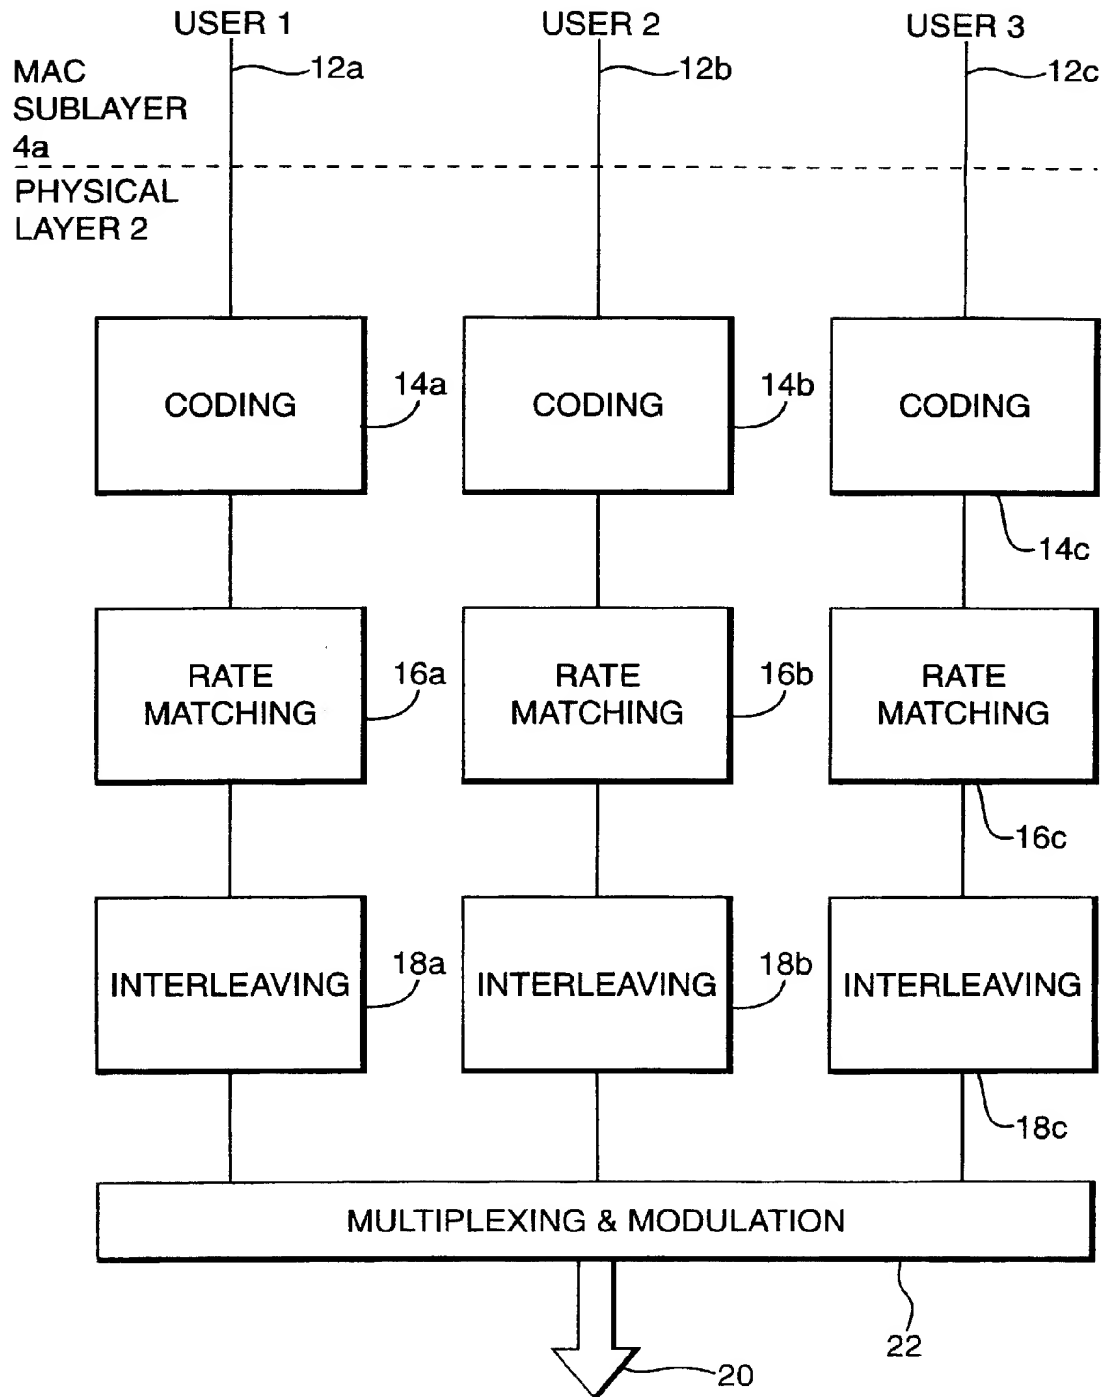 USER 1
USER 2
USER 3
12a
12b
12c
MAC
SUBLAYER
4a
PHYSICAL
LAYER 2
CODING
14a
CODING
14b
CODING
14c
RATE
MATCHING
16a
RATE
MATCHING
16b
RATE
MATCHING
16c
INTERLEAVING
18a
INTERLEAVING
18b
INTERLEAVING
18c
MULTIPLEXING & MODULATION
22
20